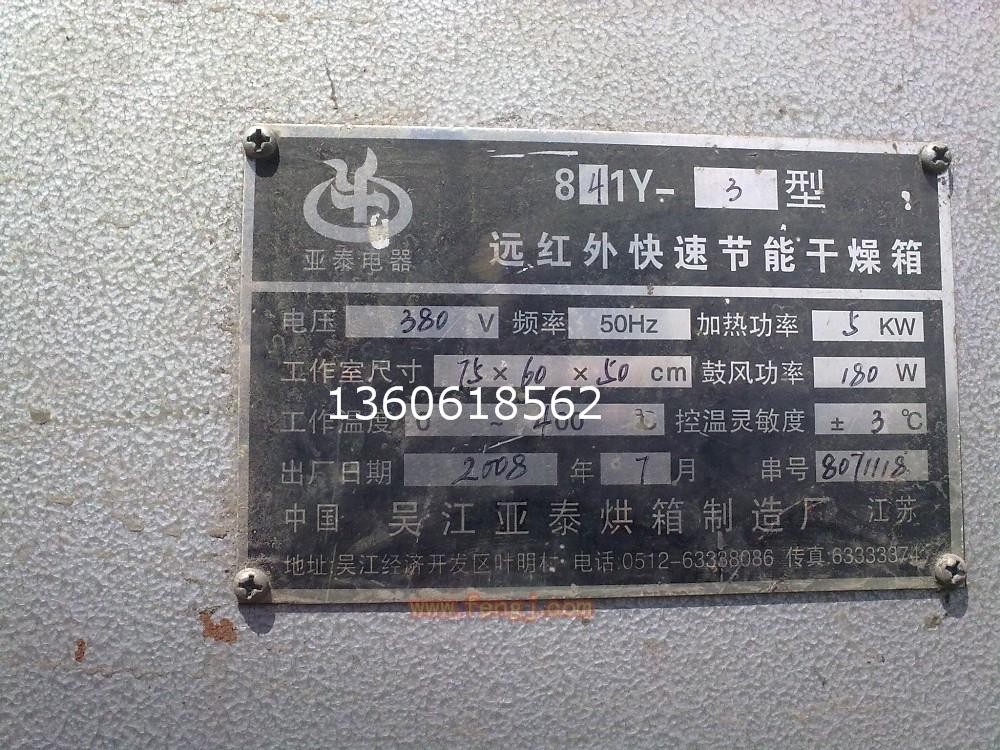 841Y-3型
亚泰电器
远红外快速节能干燥箱
电压 380 V 频率 50Hz 加热功率 5 KW
工作室尺寸 75×60×50 cm 鼓风功率 180 W
工作温度 0 ~ 400 ℃ 控温灵敏度 ± 3 ℃
1360618562
出厂日期 2008 年 7 月 串号 8071118
中国 吴江亚泰烘箱制造厂 江苏
地址:吴江经济开发区叶明村·电话:0512-63338086 传真:63333374
www.fengj.com